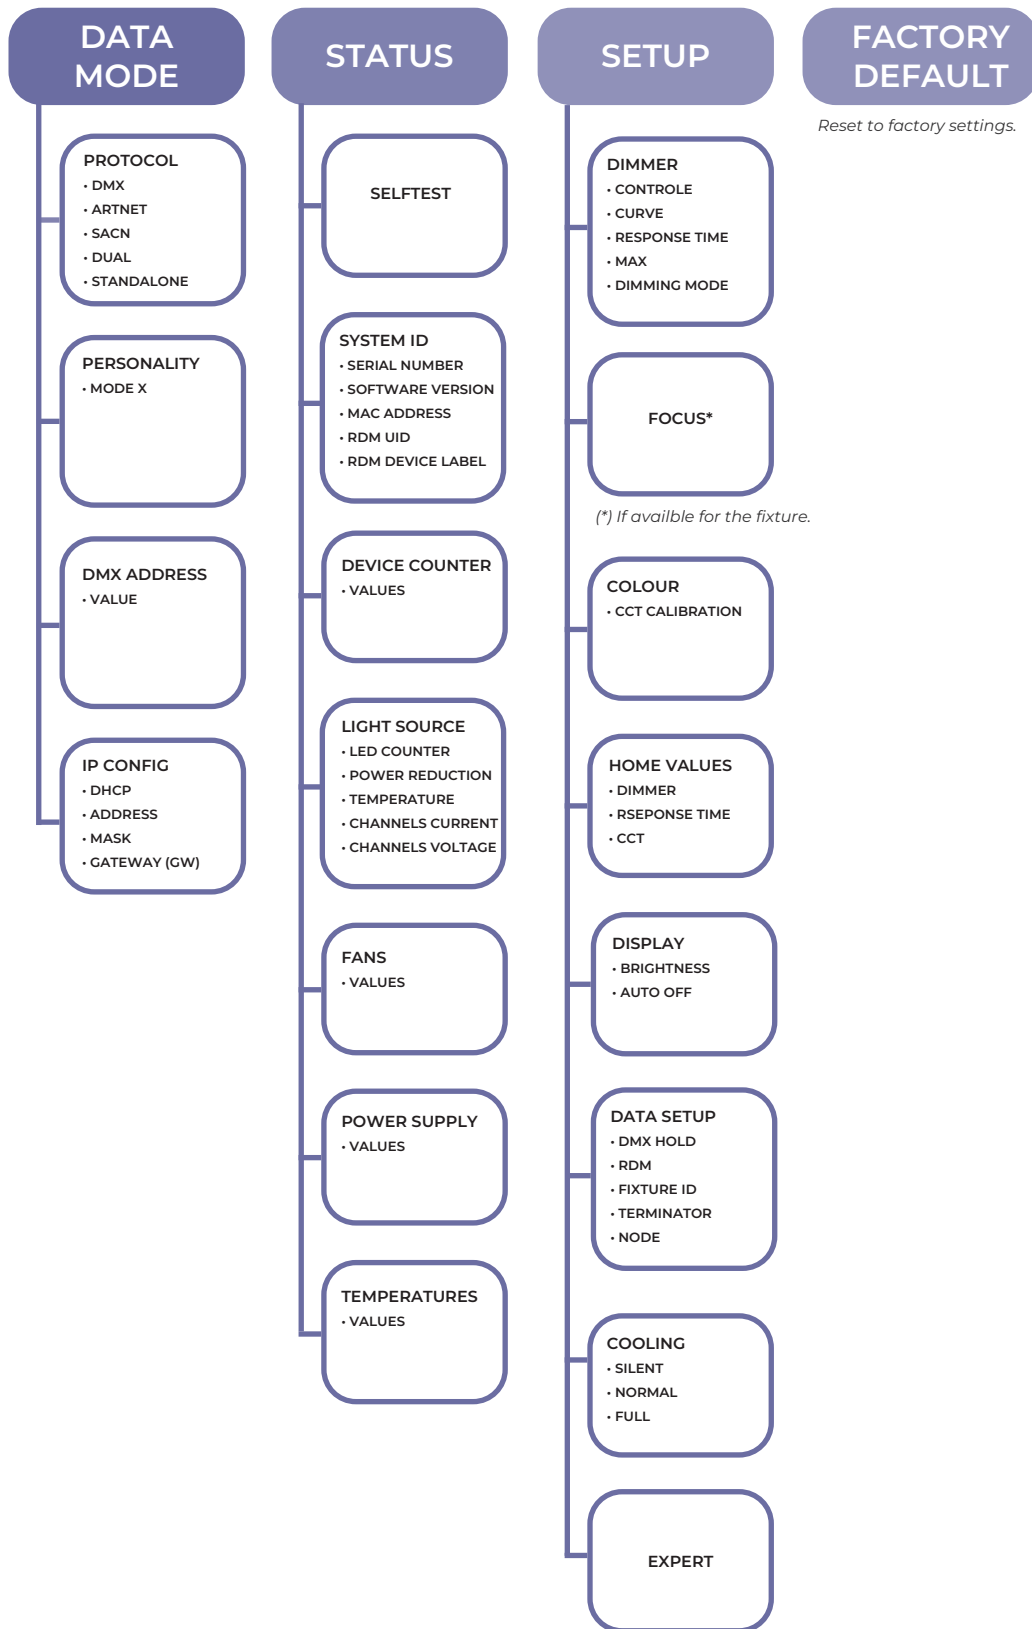 DATA
MODE
PROTOCOL
• DMX
• ARTNET
• SACN
• DUAL
• STANDALONE
PERSONALITY
• MODE X
DMX ADDRESS
• VALUE
IP CONFIG
• DHCP
• ADDRESS
• MASK
• GATEWAY (GW)
STATUS
SELFTEST
SYSTEM ID
• SERIAL NUMBER
• SOFTWARE VERSION
• MAC ADDRESS
• RDM UID
• RDM DEVICE LABEL
DEVICE COUNTER
• VALUES
LIGHT SOURCE
• LED COUNTER
• POWER REDUCTION
• TEMPERATURE
• CHANNELS CURRENT
• CHANNELS VOLTAGE
FANS
• VALUES
POWER SUPPLY
• VALUES
TEMPERATURES
• VALUES
SETUP
DIMMER
• CONTROLE
• CURVE
• RESPONSE TIME
• MAX
• DIMMING MODE
FOCUS*
(*) If availble for the fixture.
COLOUR
• CCT CALIBRATION
HOME VALUES
• DIMMER
• RSEPONSE TIME
• CCT
DISPLAY
• BRIGHTNESS
• AUTO OFF
DATA SETUP
• DMX HOLD
• RDM
• FIXTURE ID
• TERMINATOR
• NODE
COOLING
• SILENT
• NORMAL
• FULL
EXPERT
FACTORY
DEFAULT
Reset to factory settings.